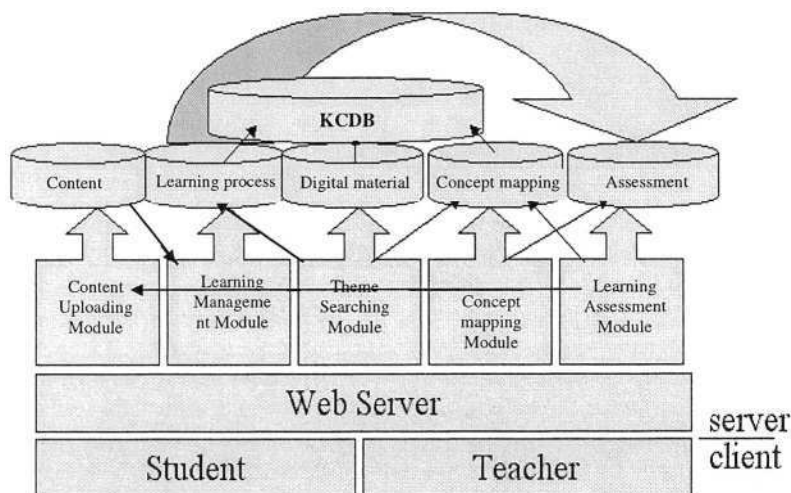 KCDB
Content
Learning process
Digital material
Concept mapping
Assessment
Content
Uploading
Module
Learning
Manageme
nt Module
Theme
Searching
Module
Concept
mapping
Module
Learning
Assessment
Module
Web Server
server
client
Student
Teacher